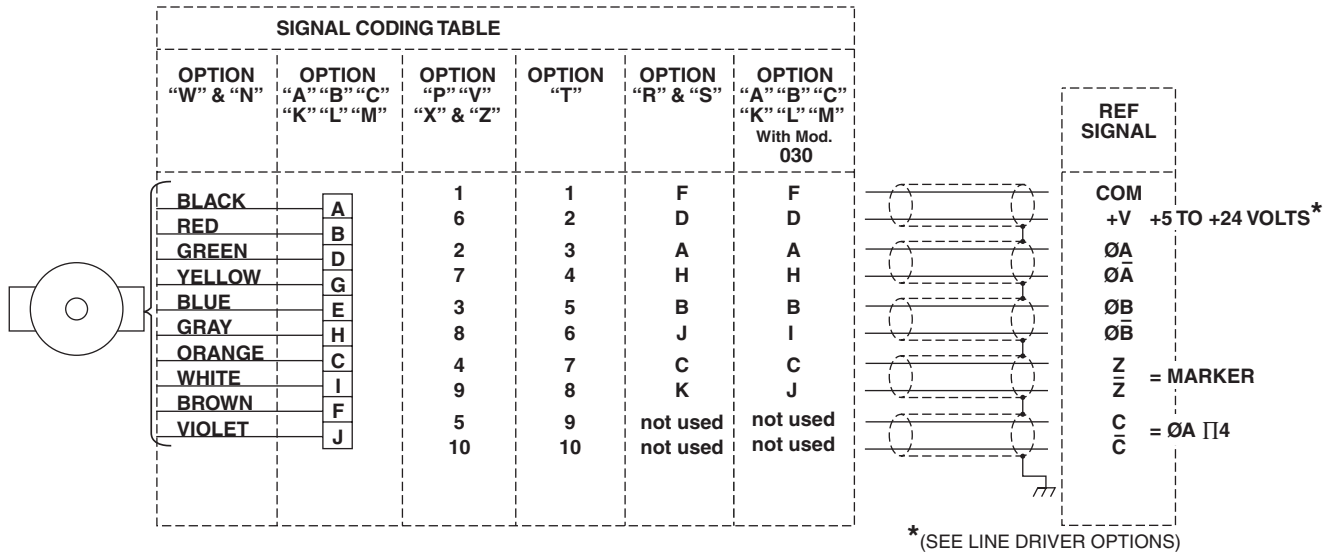 SIGNAL CODING TABLE
OPTION “W” & “N” OPTION “A” “B” “C” “K” “L” “M” OPTION “P” “V” “X” & “Z” OPTION “T” OPTION “R” & “S” OPTION “A” “B” “C” “K” “L” “M” With Mod. 030 REF SIGNAL
BLACK A 1 1 F F COM
RED B 6 2 D D +V +5 TO +24 VOLTS*
GREEN D 2 3 A A ØA
YELLOW G 7 4 H H ØA̅
BLUE E 3 5 B B ØB
GRAY H 8 6 J I ØB̅
ORANGE C 4 7 C C Z
WHITE I 9 8 K J Z̅ = MARKER
BROWN F 5 9 not used not used C
VIOLET J 10 10 not used not used C̅ = ØA ∏4
*(SEE LINE DRIVER OPTIONS)